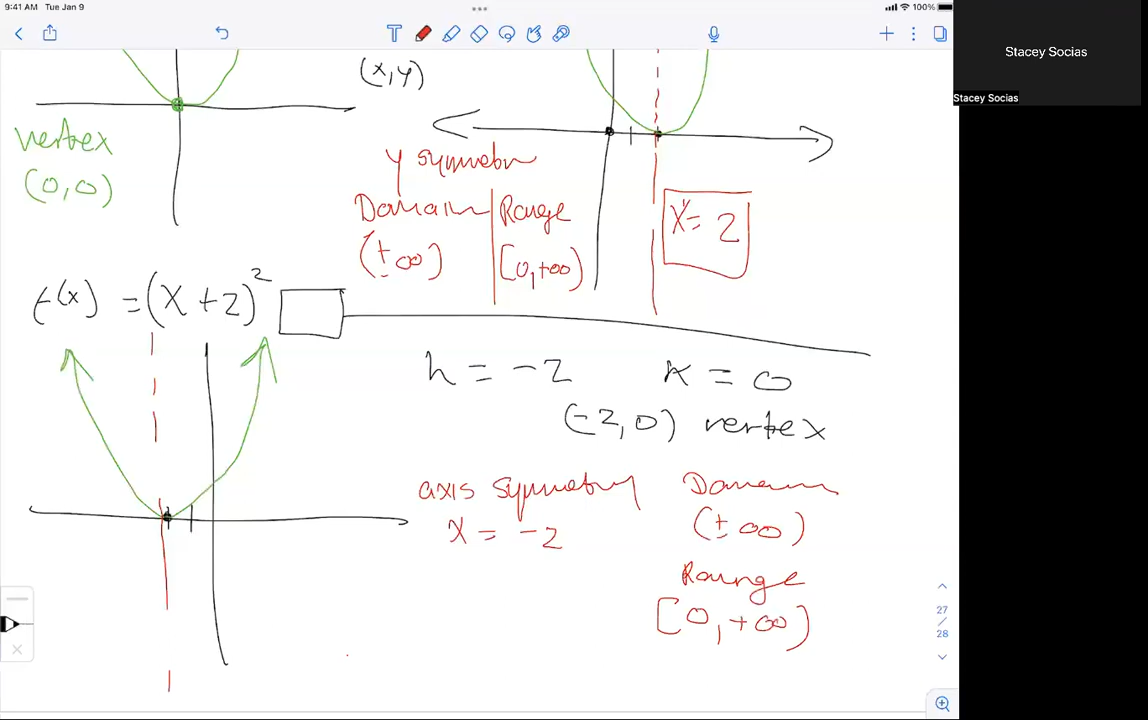 9:41 AM Tue Jan 9
100%
Stacey Socias
Stacey Socias
(x,y)
vertex
(0,0)
y symmetry
Domain Range
(±∞) [0,+∞)
x = 2
f(x) = (x + 2)²
h = -2 k = 0
(-2,0) vertex
axis symmetry
x = -2
Domain
(±∞)
Range
[0,+∞)
27
/
28